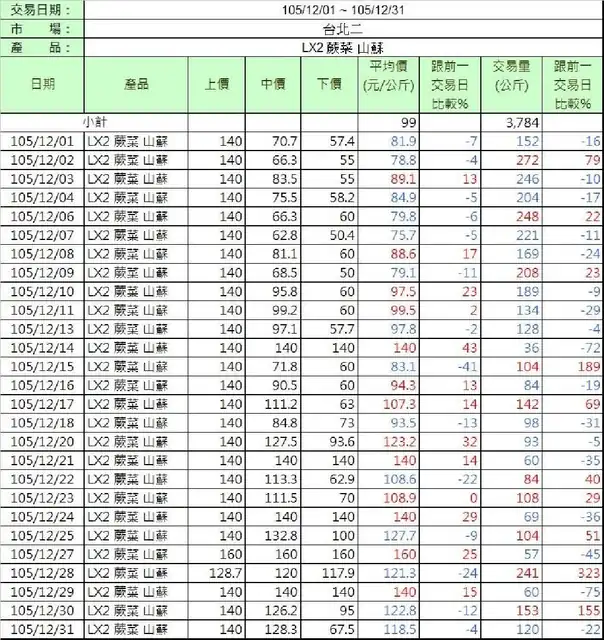 交易日期： 105/12/01 ~ 105/12/31
市 場： 台北二
產 品： LX2 蕨菜 山蘇
日期 產品 上價 中價 下價 平均價 (元/公斤) 跟前一交易日比較% 交易量 (公斤) 跟前一交易日比較%
小計 99 3,784
105/12/01 LX2 蕨菜 山蘇 140 70.7 57.4 81.9 -7 152 -16
105/12/02 LX2 蕨菜 山蘇 140 66.3 55 78.8 -4 272 79
105/12/03 LX2 蕨菜 山蘇 140 83.5 55 89.1 13 246 -10
105/12/04 LX2 蕨菜 山蘇 140 75.5 58.2 84.9 -5 204 -17
105/12/06 LX2 蕨菜 山蘇 140 66.3 60 79.8 -6 248 22
105/12/07 LX2 蕨菜 山蘇 140 62.8 50.4 75.7 -5 221 -11
105/12/08 LX2 蕨菜 山蘇 140 81.1 60 88.6 17 169 -24
105/12/09 LX2 蕨菜 山蘇 140 68.5 50 79.1 -11 208 23
105/12/10 LX2 蕨菜 山蘇 140 95.8 60 97.5 23 189 -9
105/12/11 LX2 蕨菜 山蘇 140 99.2 60 99.5 2 134 -29
105/12/13 LX2 蕨菜 山蘇 140 97.1 57.7 97.8 -2 128 -4
105/12/14 LX2 蕨菜 山蘇 140 140 140 140 43 36 -72
105/12/15 LX2 蕨菜 山蘇 140 71.8 60 83.1 -41 104 189
105/12/16 LX2 蕨菜 山蘇 140 90.5 60 94.3 13 84 -19
105/12/17 LX2 蕨菜 山蘇 140 111.2 63 107.3 14 142 69
105/12/18 LX2 蕨菜 山蘇 140 84.8 73 93.5 -13 98 -31
105/12/20 LX2 蕨菜 山蘇 140 127.5 93.6 123.2 32 93 -5
105/12/21 LX2 蕨菜 山蘇 140 140 140 140 14 60 -35
105/12/22 LX2 蕨菜 山蘇 140 113.3 62.9 108.6 -22 84 40
105/12/23 LX2 蕨菜 山蘇 140 111.5 70 108.9 0 108 29
105/12/24 LX2 蕨菜 山蘇 140 140 140 140 29 69 -36
105/12/25 LX2 蕨菜 山蘇 140 132.8 100 127.7 -9 104 51
105/12/27 LX2 蕨菜 山蘇 160 160 160 160 25 57 -45
105/12/28 LX2 蕨菜 山蘇 128.7 120 117.9 121.3 -24 241 323
105/12/29 LX2 蕨菜 山蘇 140 140 140 140 15 60 -75
105/12/30 LX2 蕨菜 山蘇 140 126.2 95 122.8 -12 153 155
105/12/31 LX2 蕨菜 山蘇 140 128.3 67.5 118.5 -4 120 -22